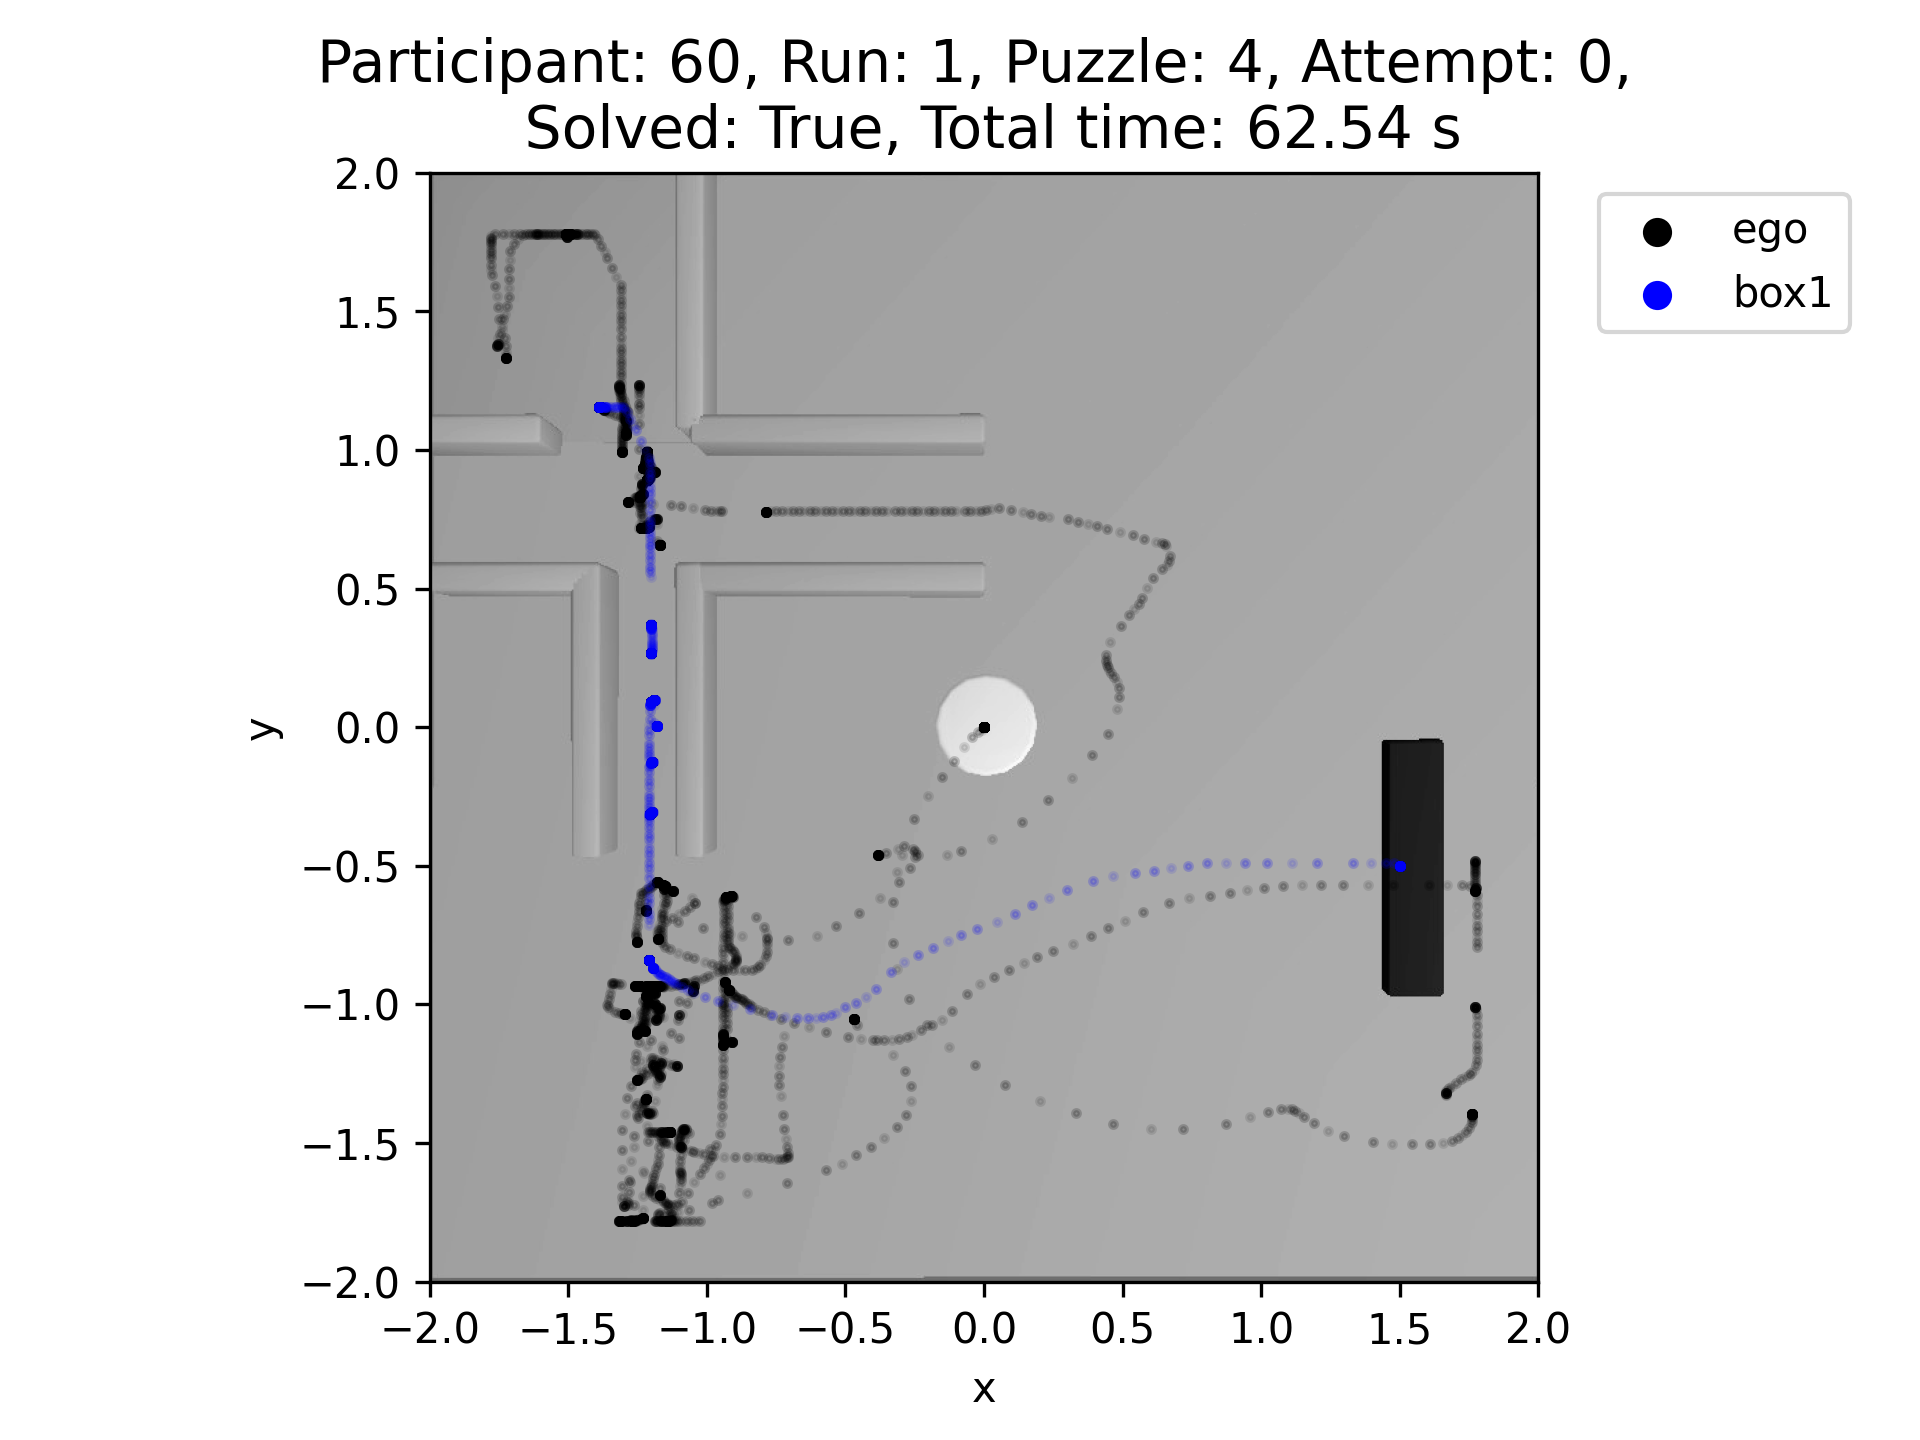 Participant: 60, Run: 1, Puzzle: 4, Attempt: 0,
Solved: True, Total time: 62.54 s
ego
box1
2.0
1.5
1.0
0.5
0.0
−0.5
−1.0
−1.5
−2.0
y
−2.0 −1.5 −1.0 −0.5 0.0 0.5 1.0 1.5 2.0
x